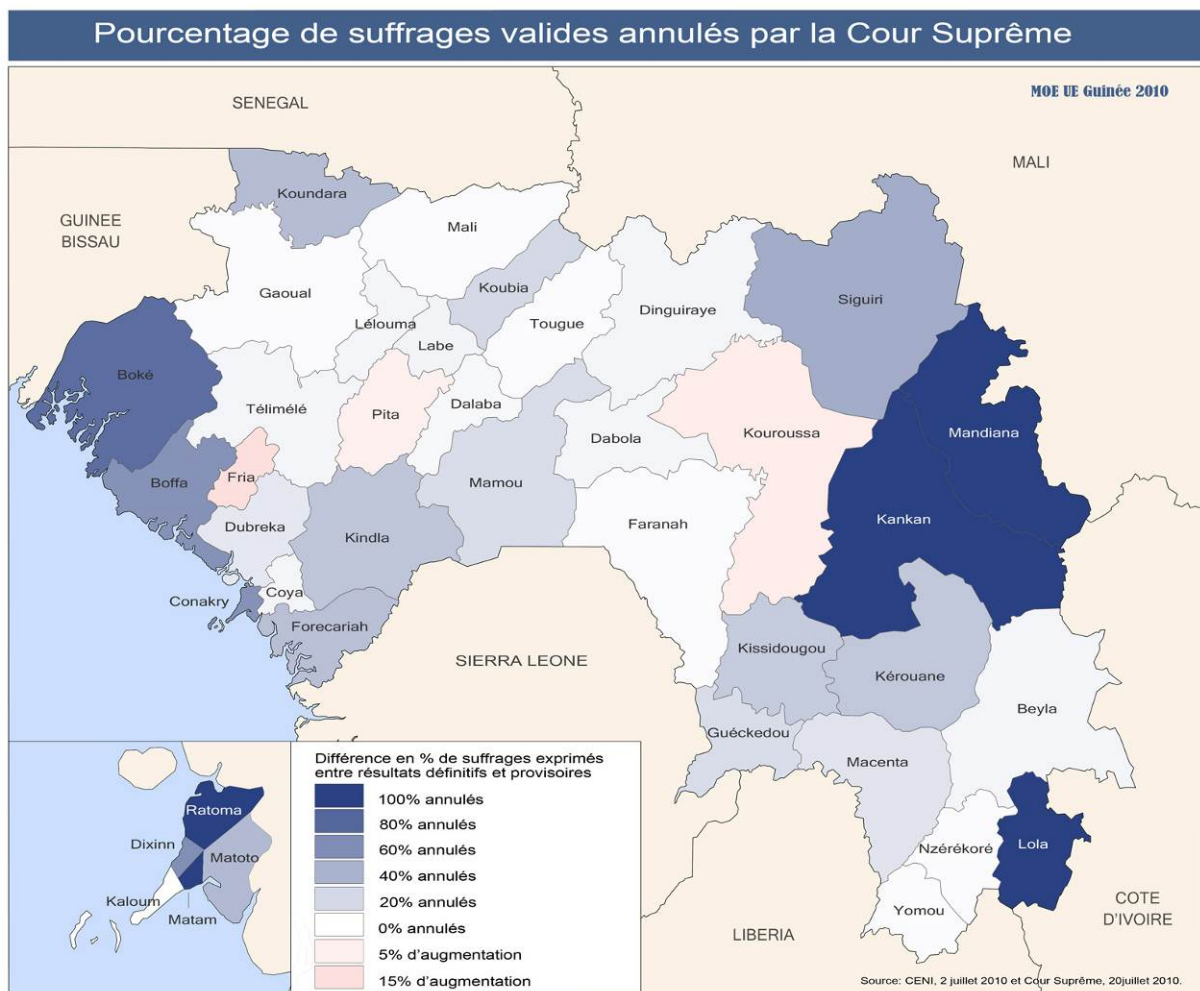 Pourcentage de suffrages valides annulés par la Cour Suprême
MOE UE Guinée 2010
SENEGAL
MALI
GUINEE
BISSAU
Koundara
Mali
Gaoual
Koubia
Siguiri
Lélouma
Tougue
Dinguiraye
Labe
Boké
Télimélé
Pita
Dalaba
Kouroussa
Mandiana
Dabola
Fria
Boffa
Mamou
Kankan
Dubreka
Kindla
Faranah
Conakry
Coya
Forecariah
SIERRA LEONE
Kissidougou
Kérouane
Beyla
Guéckedou
Macenta
Nzérékoré
Lola
Yomou
LIBERIA
COTE
D'IVOIRE
Ratoma
Dixinn
Matoto
Kaloum
Matam
Différence en % de suffrages exprimés
entre résultats définitifs et provisoires
100% annulés
80% annulés
60% annulés
40% annulés
20% annulés
0% annulés
5% d'augmentation
15% d'augmentation
Source: CENI, 2 juillet 2010 et Cour Suprême, 20juillet 2010.